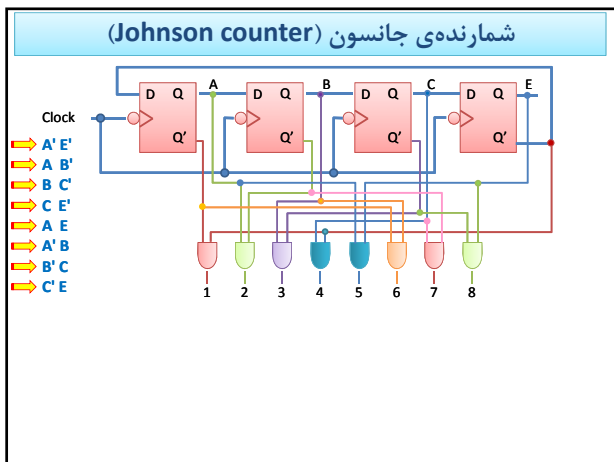 شمارنده‌ی جانسون (Johnson counter)
A B C E
D Q D Q D Q D Q
Clock
Q' Q' Q' Q'
A' E'
A B'
B C'
C E'
A E
A' B
B' C
C' E
1 2 3 4 5 6 7 8